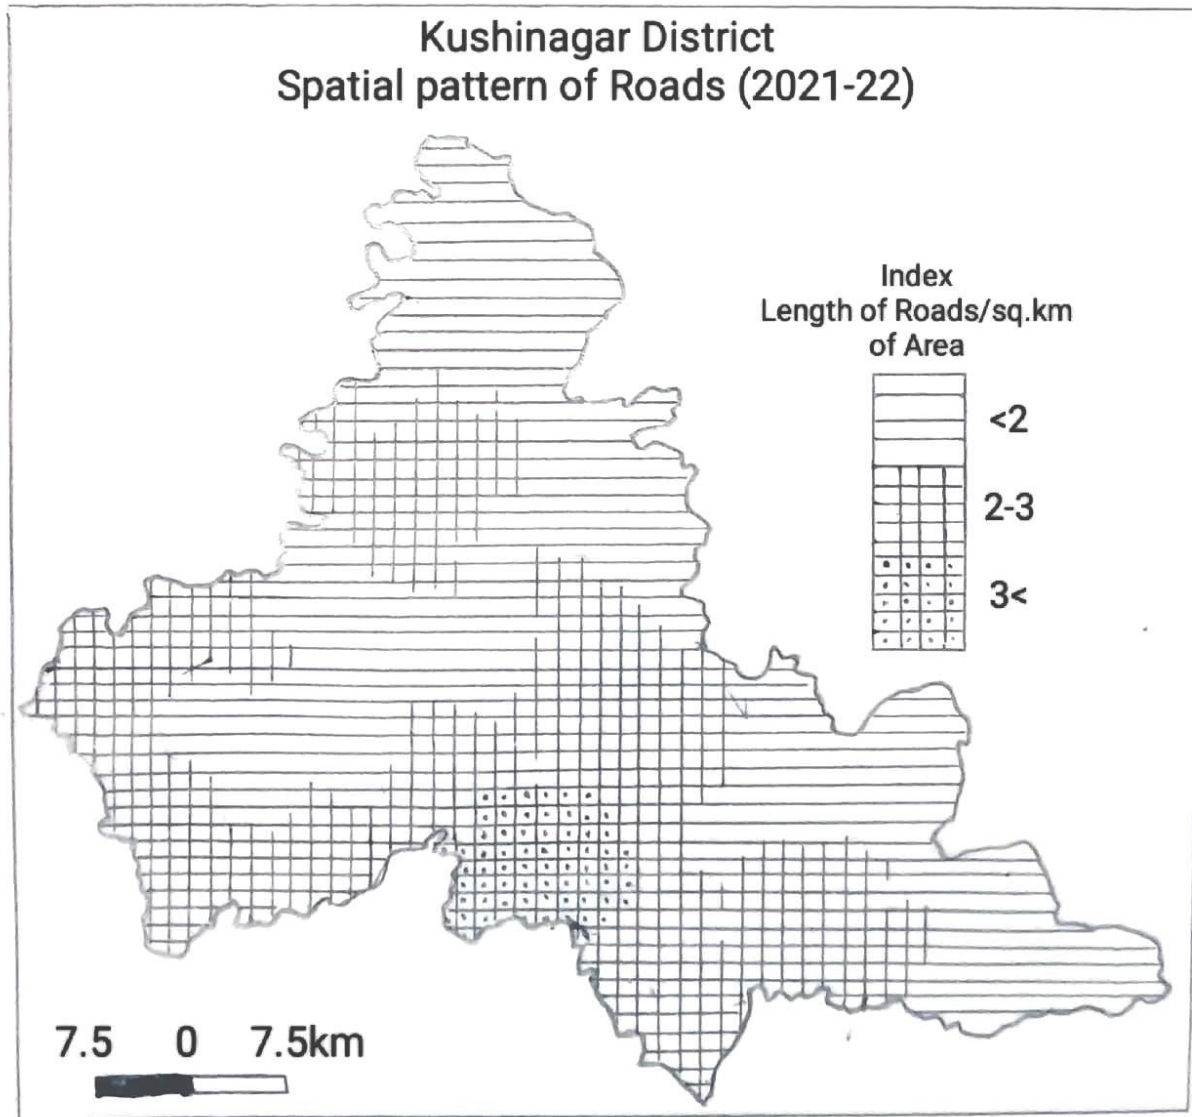 Kushinagar District
Spatial pattern of Roads (2021-22)
Index
Length of Roads/sq.km
of Area
<2
2-3
3<
7.5 0 7.5km